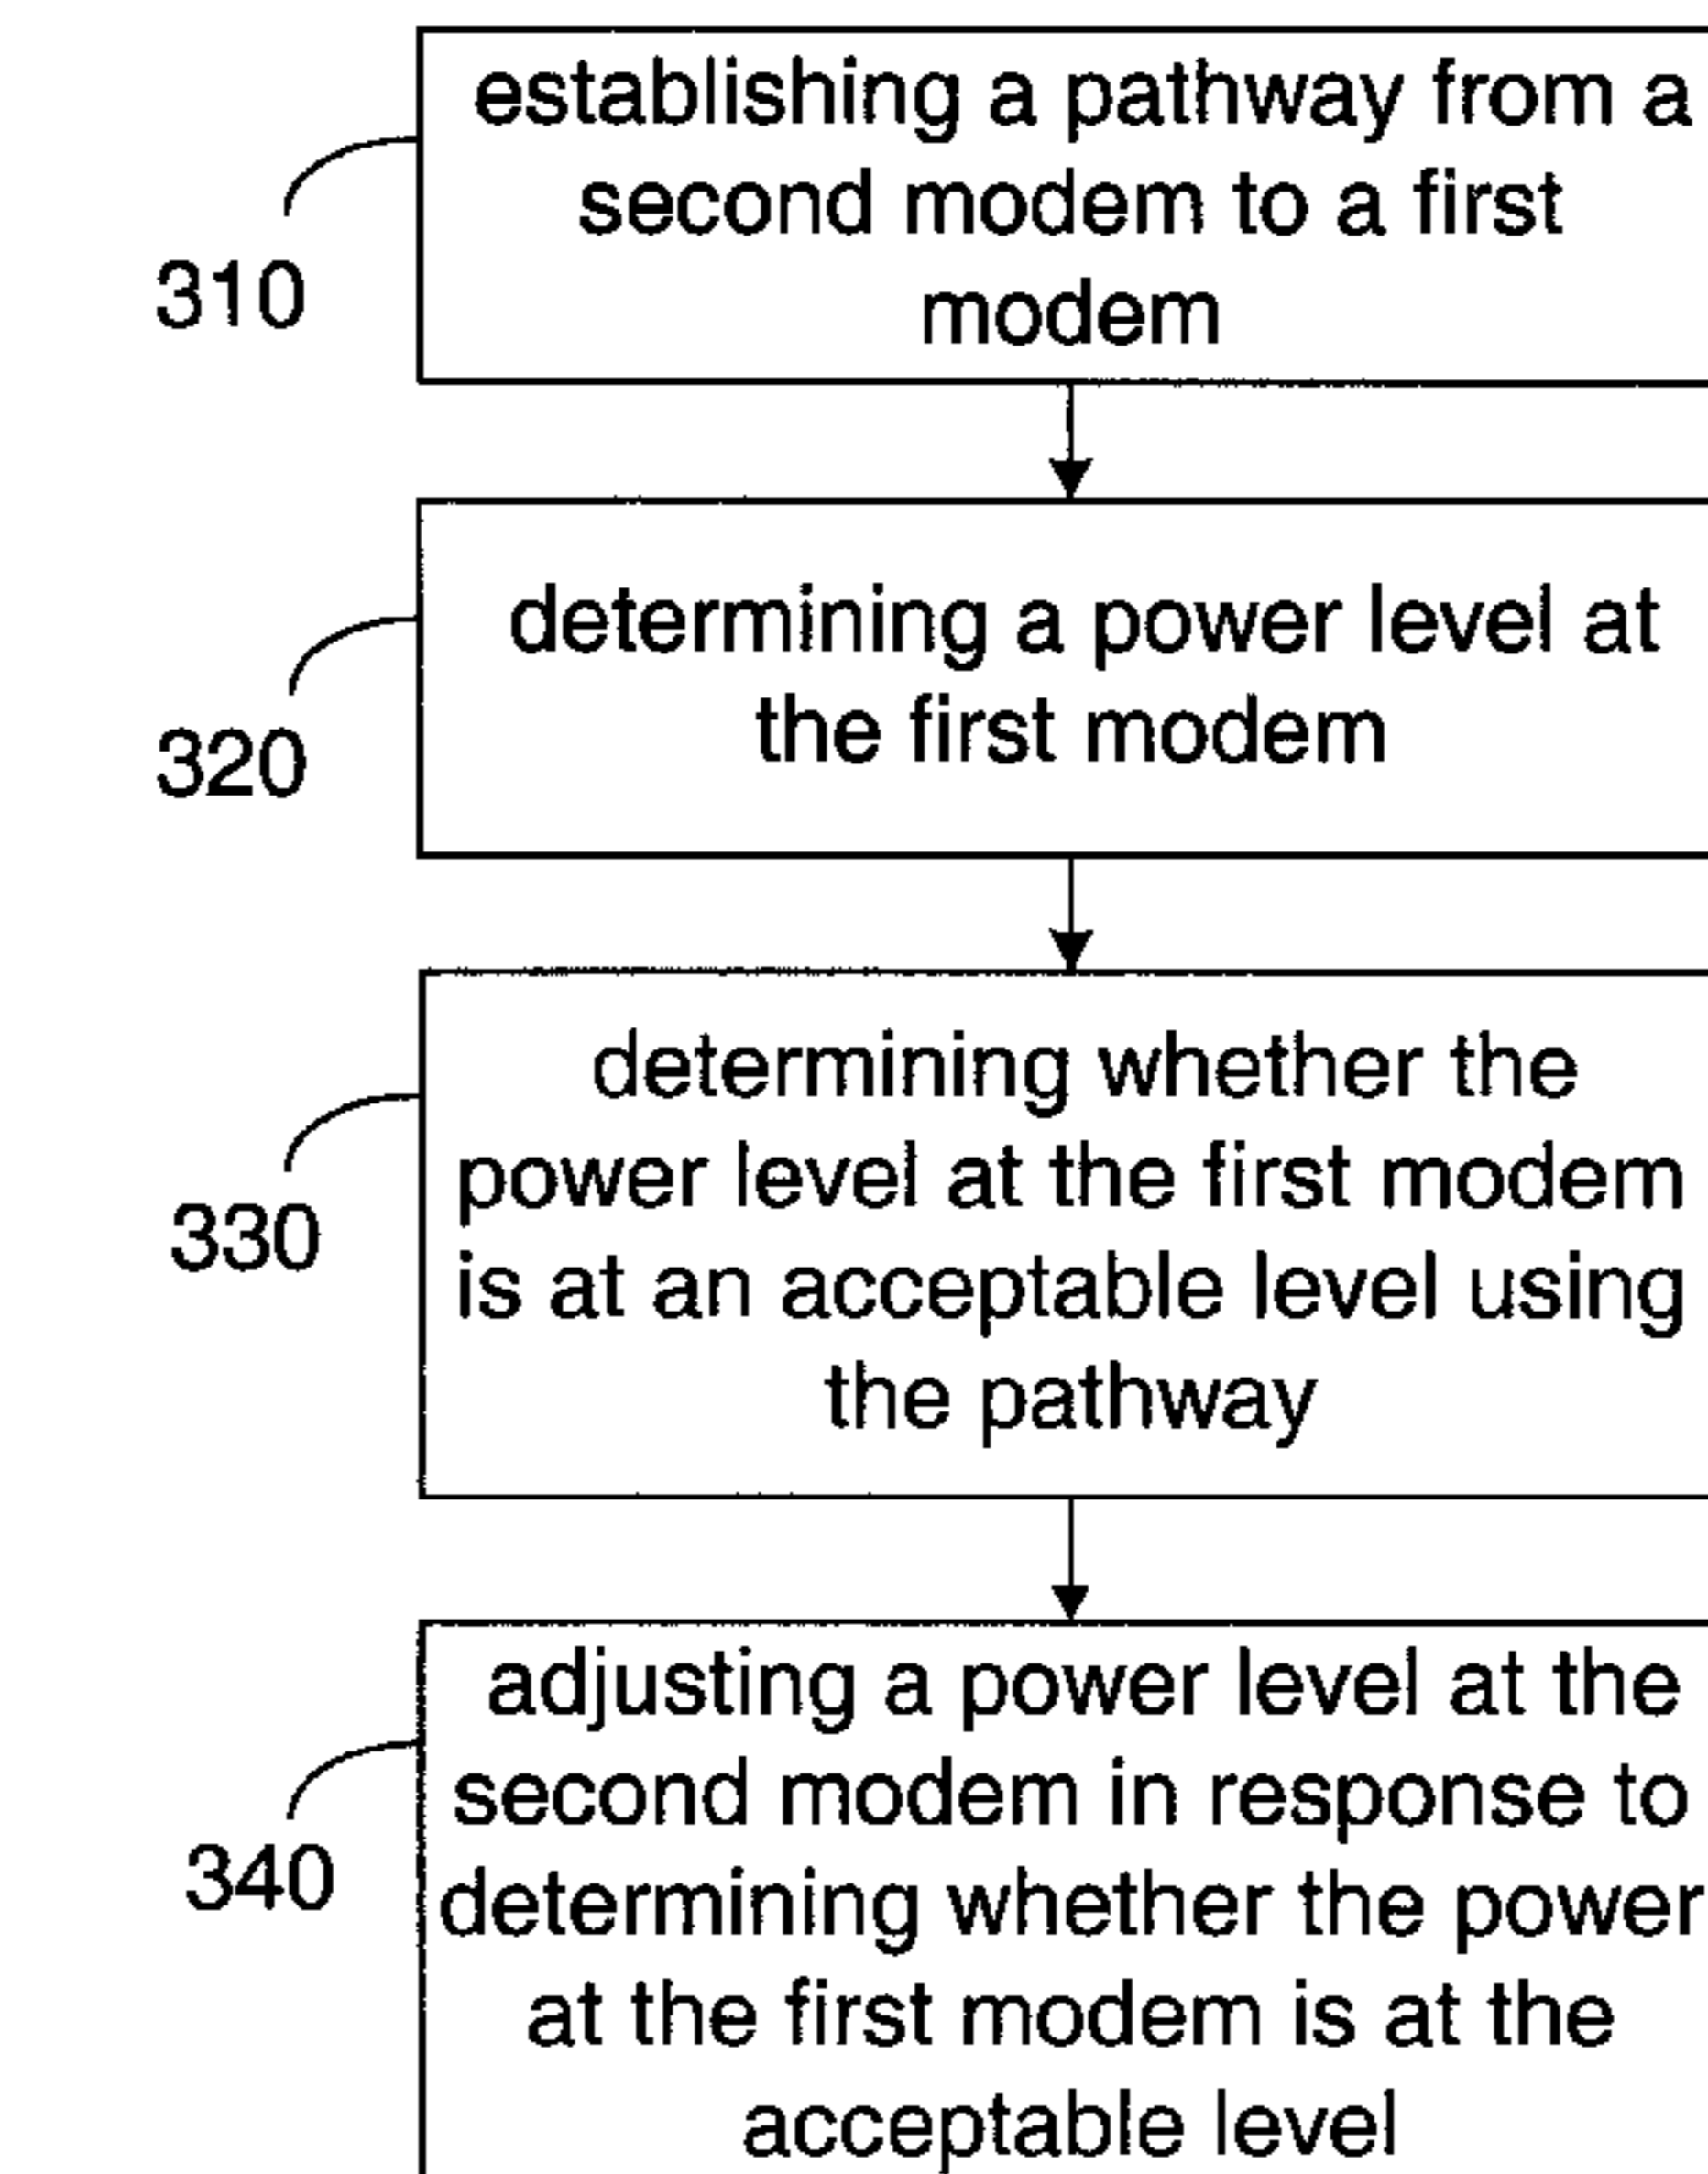 establishing a pathway from a
second modem to a first
modem
310
determining a power level at
the first modem
320
determining whether the
power level at the first modem
is at an acceptable level using
the pathway
330
adjusting a power level at the
second modem in response to
determining whether the power
at the first modem is at the
acceptable level
340